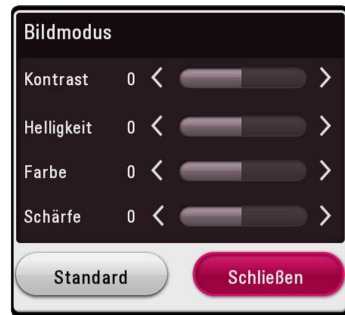 Bildmodus
Kontrast 0
Helligkeit 0
Farbe 0
Schärfe 0
Standard Schließen